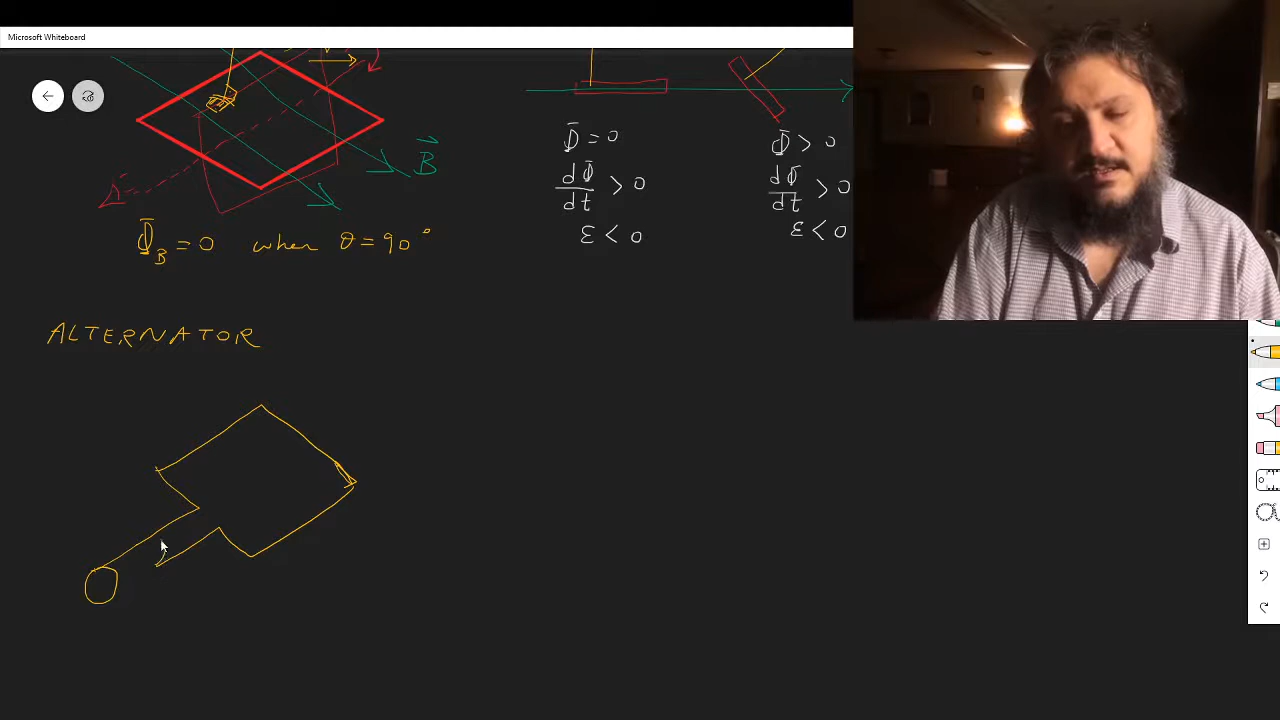 Microsoft Whiteboard
B⃗
Φ_B = 0 when θ = 90°
Φ = 0
dΦ/dt > 0
ε < 0
Φ > 0
dΦ/dt > 0
ε < 0
ALTERNATOR